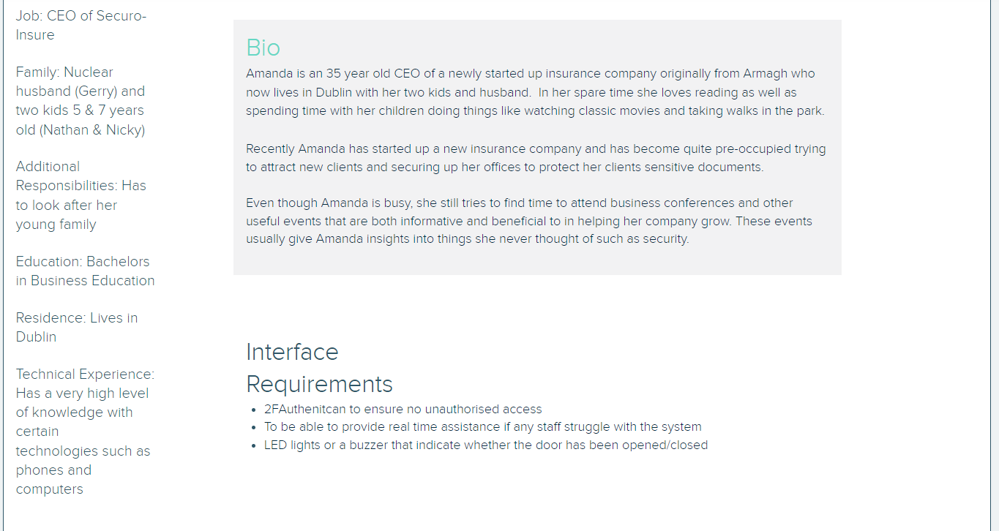 Job: CEO of Securo-
Insure
Family: Nuclear
husband (Gerry) and
two kids 5 & 7 years
old (Nathan & Nicky)
Additional
Responsibilities: Has
to look after her
young family
Education: Bachelors
in Business Education
Residence: Lives in
Dublin
Technical Experience:
Has a very high level
of knowledge with
certain
technologies such as
phones and
computers
Bio
Amanda is an 35 year old CEO of a newly started up insurance company originally from Armagh who
now lives in Dublin with her two kids and husband.  In her spare time she loves reading as well as
spending time with her children doing things like watching classic movies and taking walks in the park.
Recently Amanda has started up a new insurance company and has become quite pre-occupied trying
to attract new clients and securing up her offices to protect her clients sensitive documents.
Even though Amanda is busy, she still tries to find time to attend business conferences and other
useful events that are both informative and beneficial to in helping her company grow. These events
usually give Amanda insights into things she never thought of such as security.
Interface
Requirements
• 2FAuthenitcan to ensure no unauthorised access
• To be able to provide real time assistance if any staff struggle with the system
• LED lights or a buzzer that indicate whether the door has been opened/closed